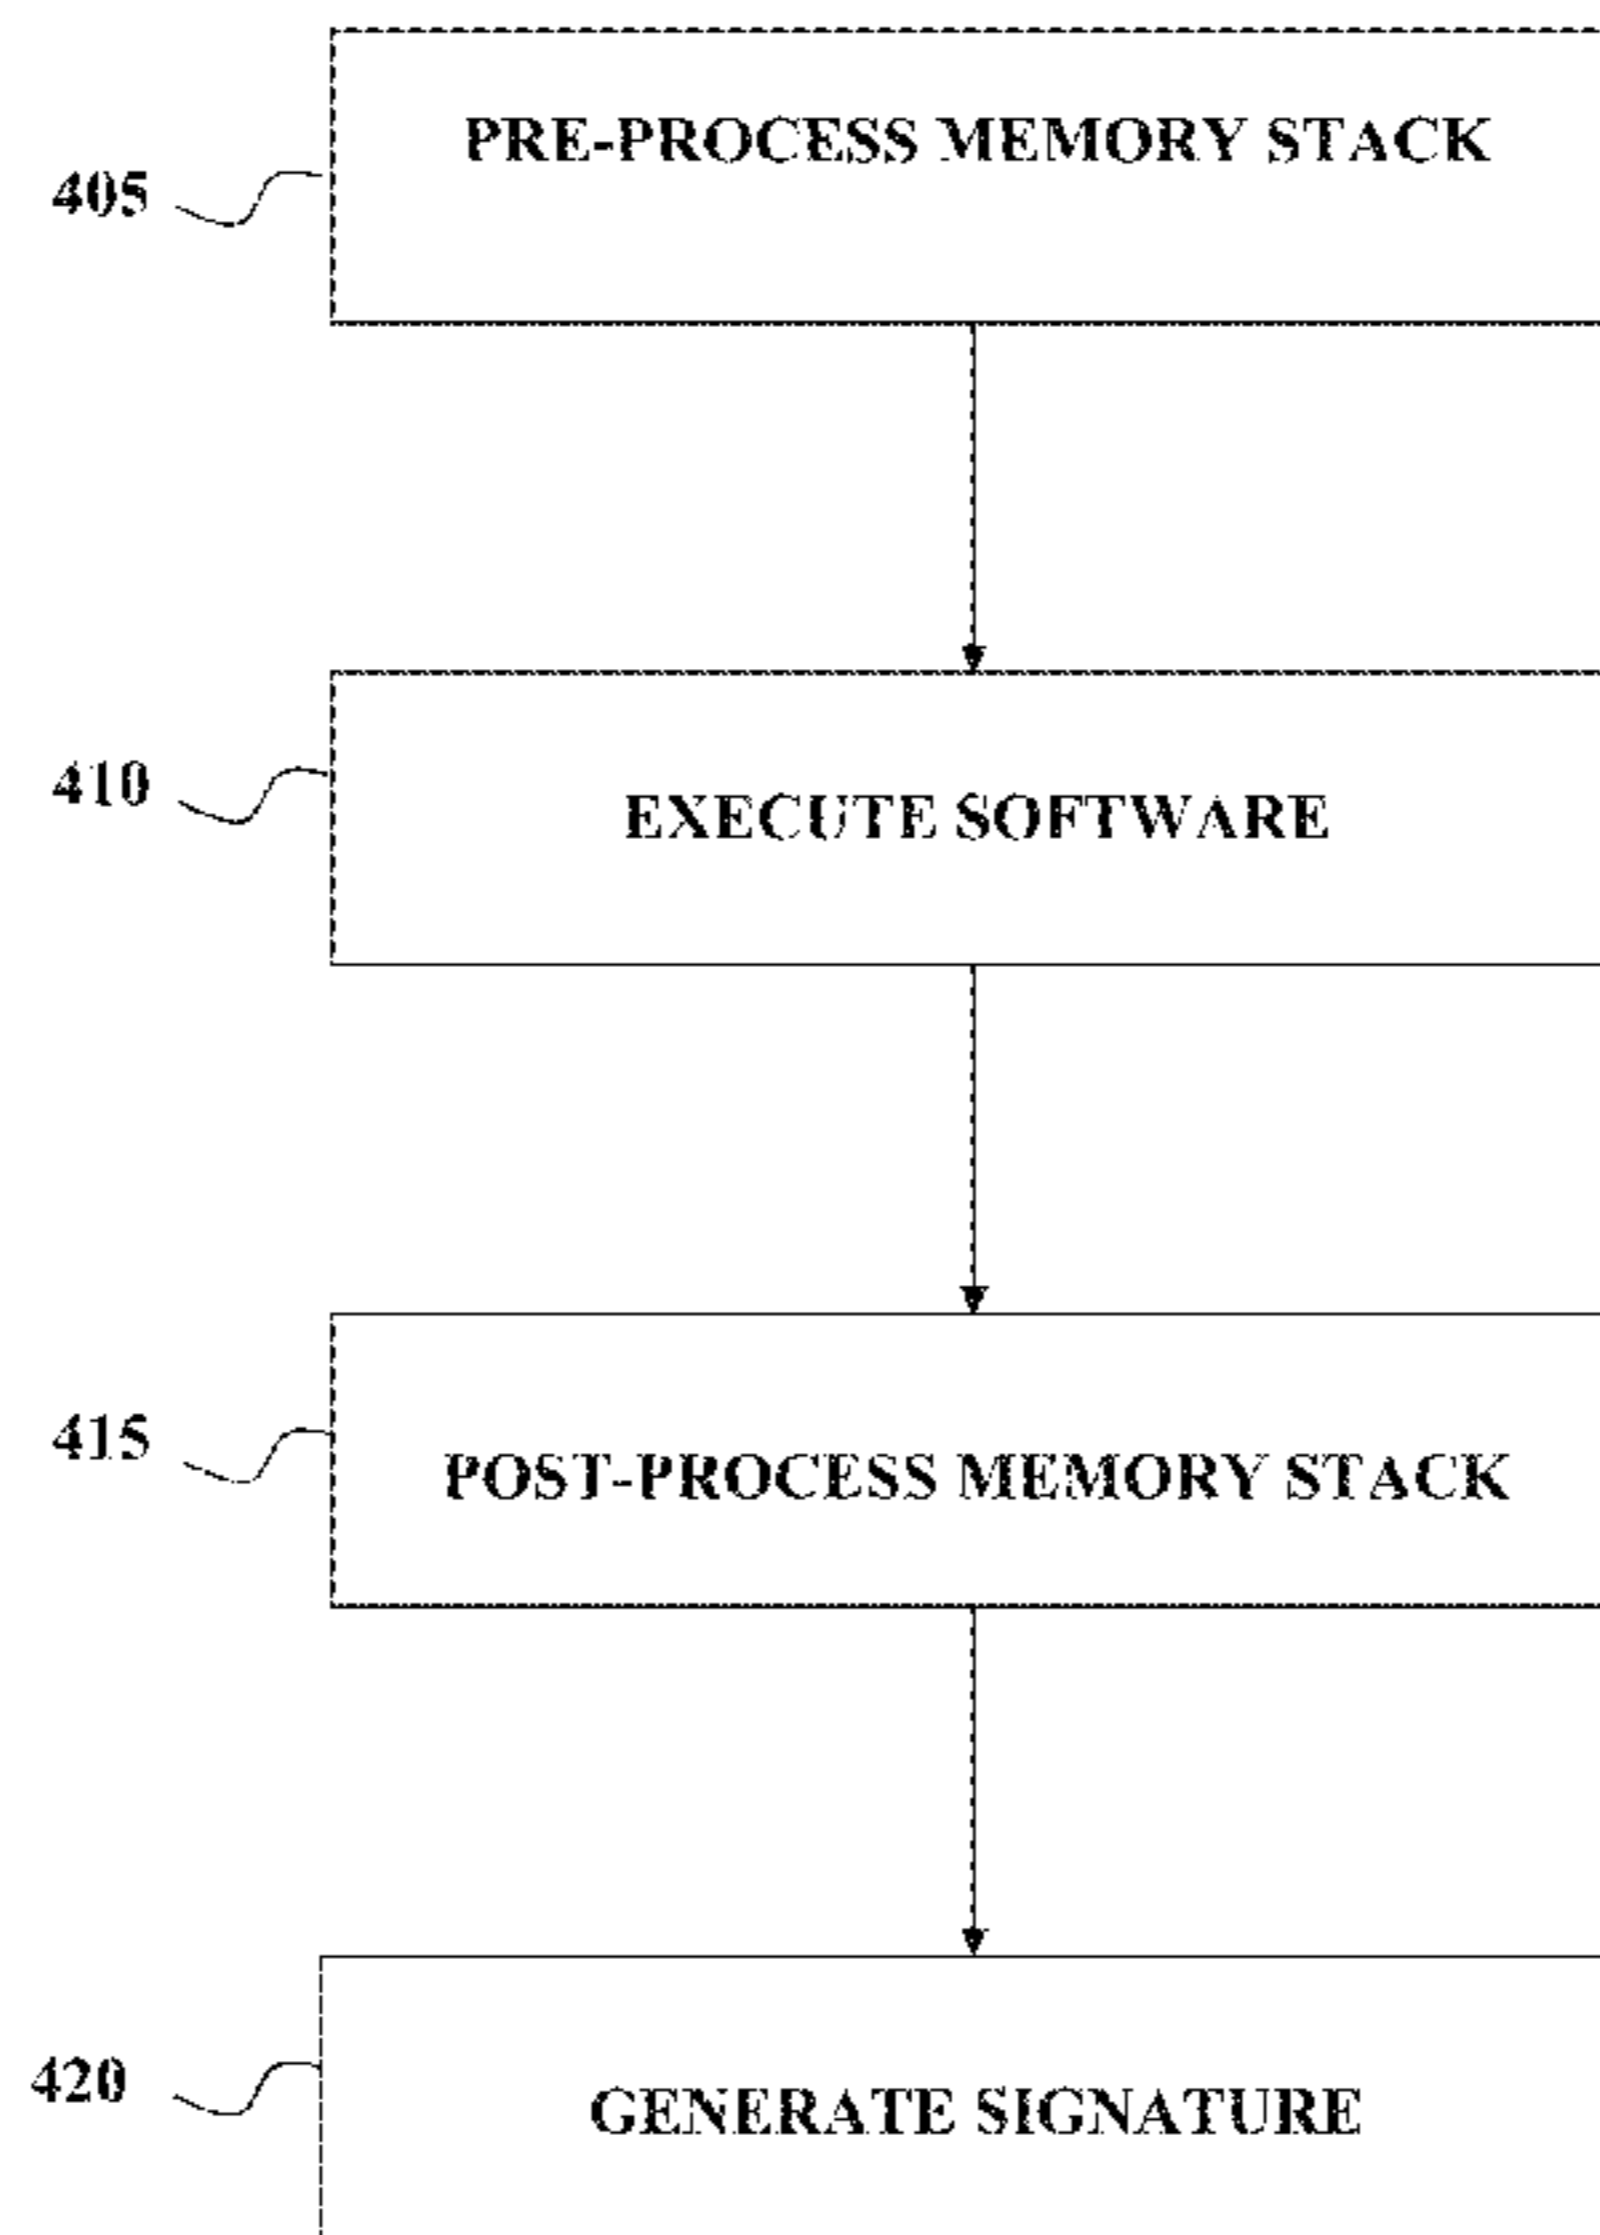 PRE-PROCESS MEMORY STACK
405
410
EXECUTE SOFTWARE
415
POST-PROCESS MEMORY STACK
420
GENERATE SIGNATURE